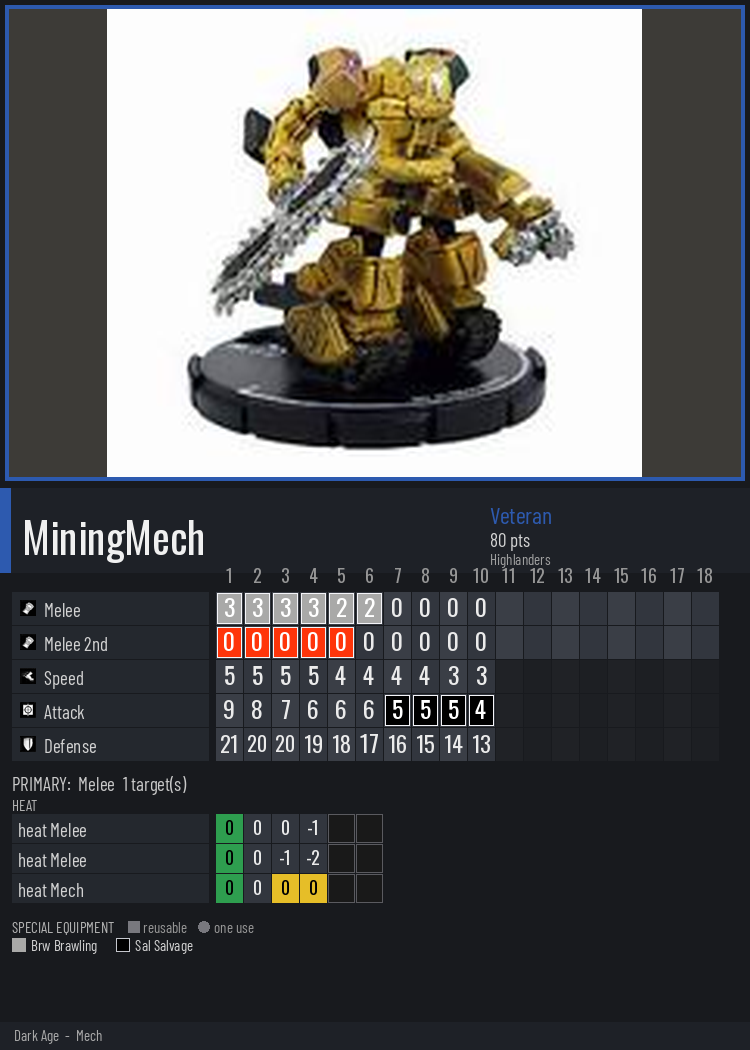 MiningMech
Veteran
80 pts
Highlanders
1 2 3 4 5 6 7 8 9 10 11 12 13 14 15 16 17 18
Melee 3 3 3 3 2 2 0 0 0 0
Melee 2nd 0 0 0 0 0 0 0 0 0 0
Speed 5 5 5 5 4 4 4 4 3 3
Attack 9 8 7 6 6 6 5 5 5 4
Defense 21 20 20 19 18 17 16 15 14 13
PRIMARY: Melee 1 target(s)
HEAT
heat Melee 0 0 0 -1
heat Melee 0 0 -1 -2
heat Mech 0 0 0 0
SPECIAL EQUIPMENT reusable one use
Brw Brawling Sal Salvage
Dark Age - Mech